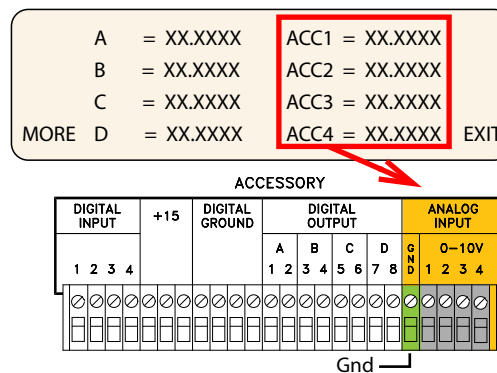 A = XX.XXXX ACC1 = XX.XXXX
B = XX.XXXX ACC2 = XX.XXXX
C = XX.XXXX ACC3 = XX.XXXX
MORE D = XX.XXXX ACC4 = XX.XXXX EXIT
ACCESSORY
DIGITAL INPUT +15 DIGITAL GROUND DIGITAL OUTPUT ANALOG INPUT
A B C D GND 0-10V
1 2 3 4 1 2 3 4 5 6 7 8 1 2 3 4
Gnd